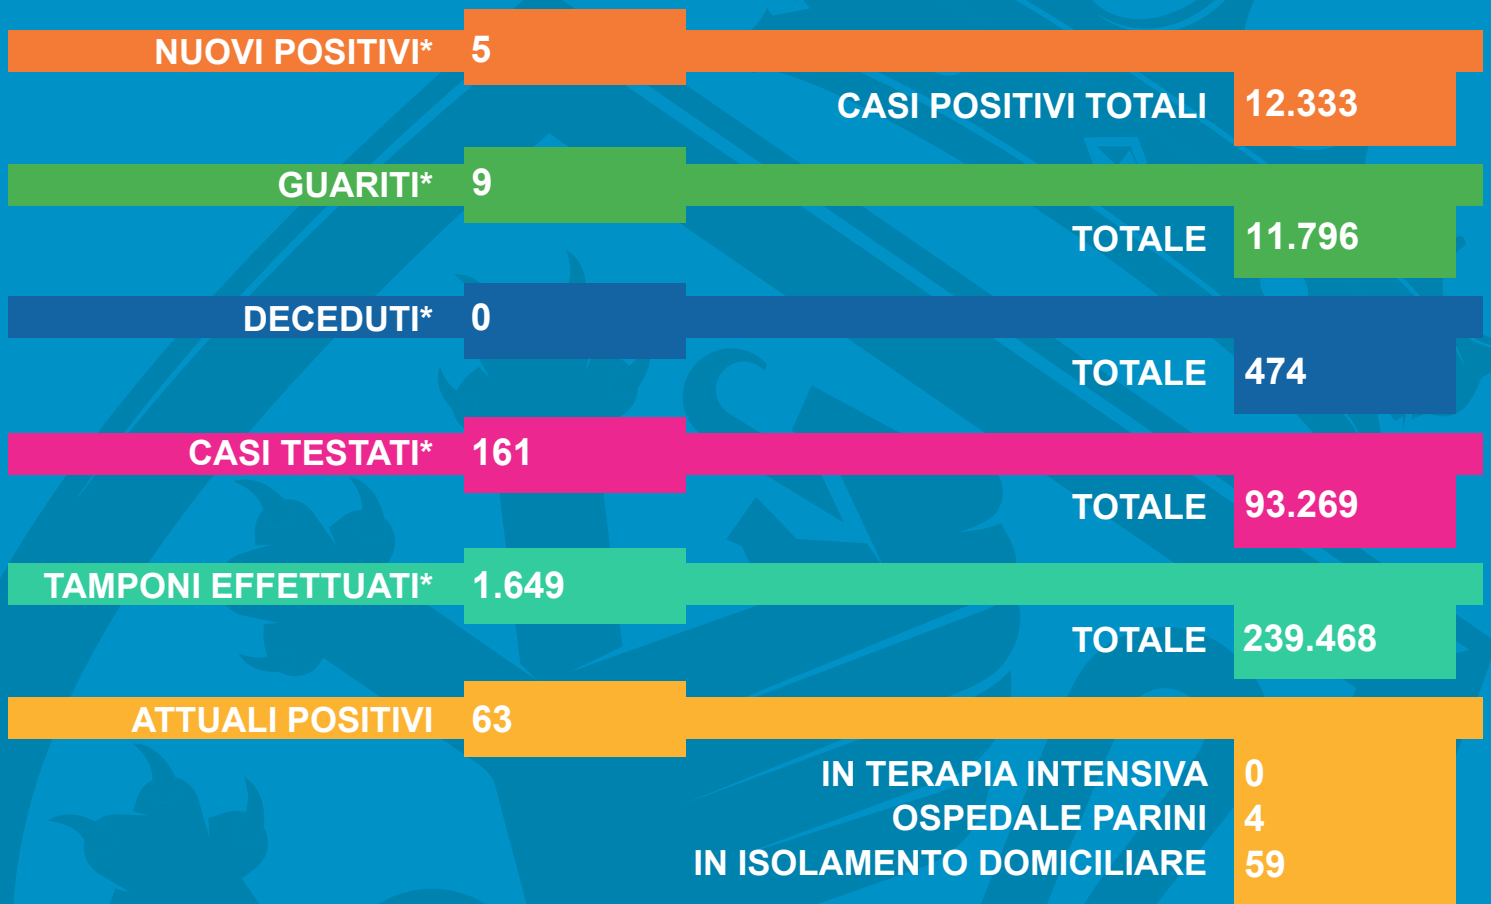 NUOVI POSITIVI* 5
CASI POSITIVI TOTALI 12.333
GUARITI* 9
TOTALE 11.796
DECEDUTI* 0
TOTALE 474
CASI TESTATI* 161
TOTALE 93.269
TAMPONI EFFETTUATI* 1.649
TOTALE 239.468
ATTUALI POSITIVI 63
IN TERAPIA INTENSIVA 0
OSPEDALE PARINI 4
IN ISOLAMENTO DOMICILIARE 59